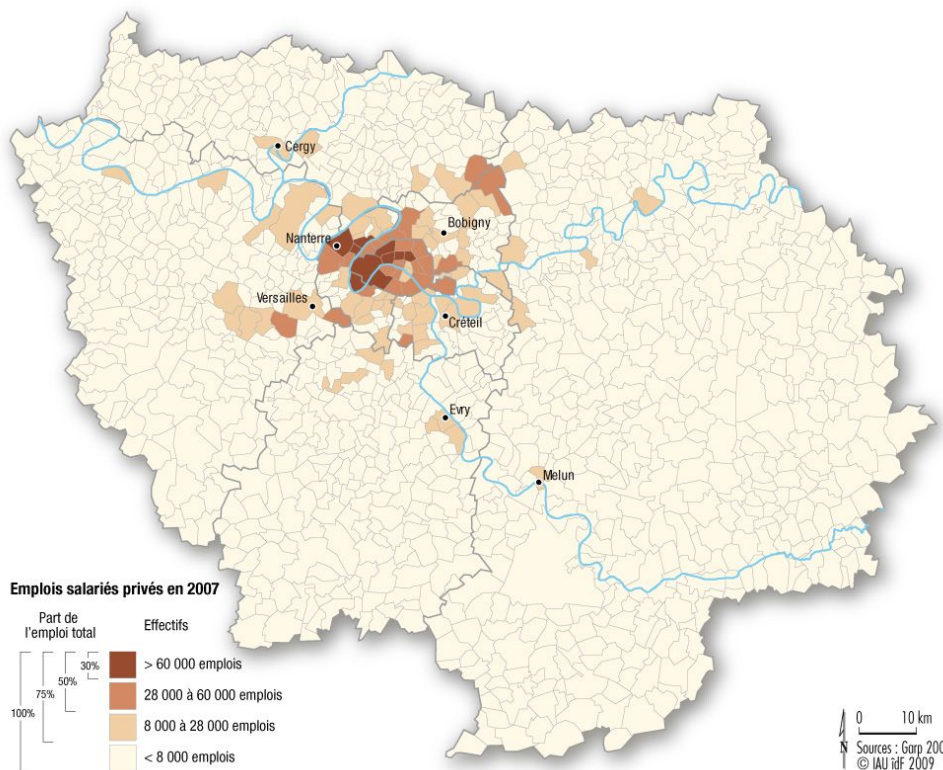 Cergy
Bobigny
Nanterre
Versailles
Créteil
Evry
Melun
Emplois salariés privés en 2007
Part de
l'emploi total
Effectifs
30%
50%
75%
100%
> 60 000 emplois
28 000 à 60 000 emplois
8 000 à 28 000 emplois
< 8 000 emplois
0 10 km
N
Sources : Garp 200
© IAU îdF 2009